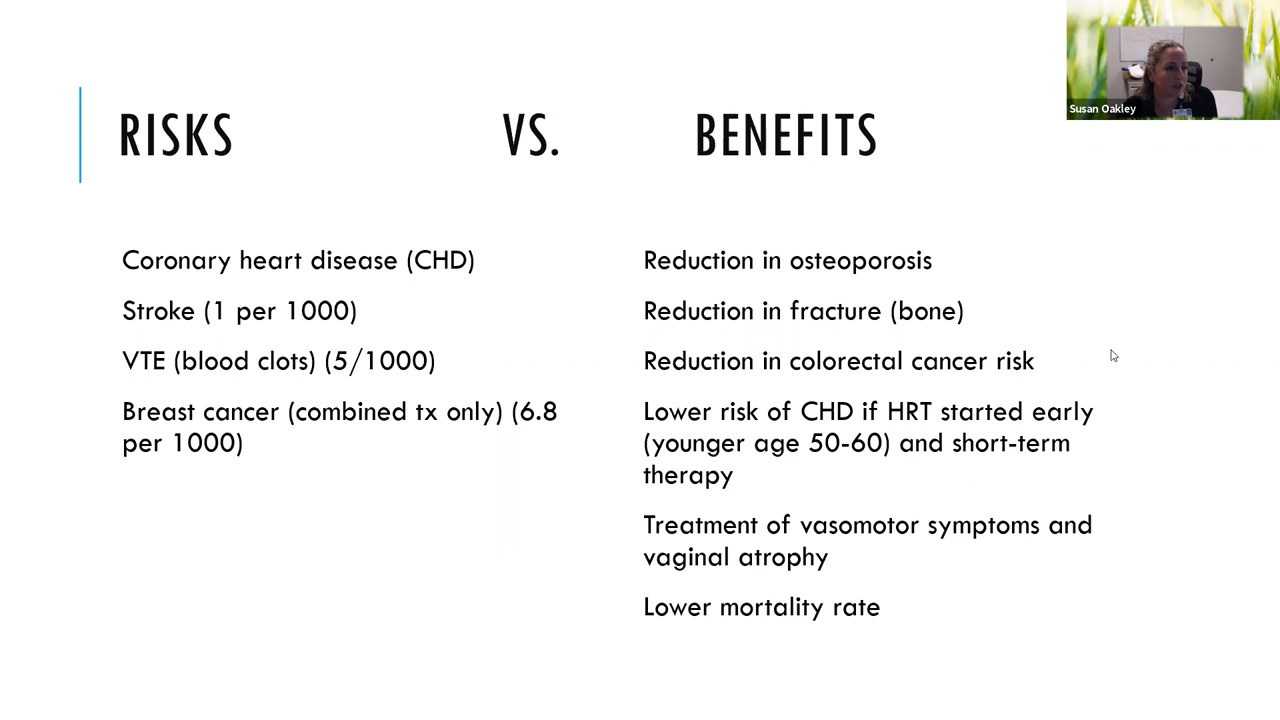 RISKS VS. BENEFITS
Susan Oakley
Coronary heart disease (CHD)
Stroke (1 per 1000)
VTE (blood clots) (5/1000)
Breast cancer (combined tx only) (6.8
per 1000)
Reduction in osteoporosis
Reduction in fracture (bone)
Reduction in colorectal cancer risk
Lower risk of CHD if HRT started early
(younger age 50-60) and short-term
therapy
Treatment of vasomotor symptoms and
vaginal atrophy
Lower mortality rate